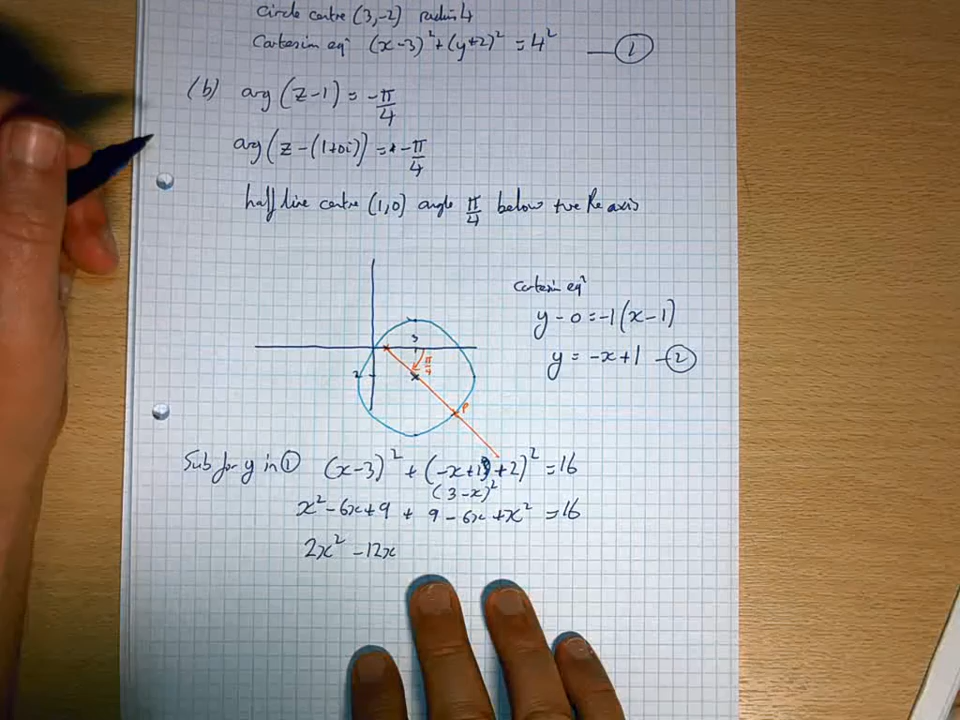 Circle centre (3,-2) radius 4
Cartesian eqⁿ (x-3)² + (y+2)² = 4² — ①
(b) arg (z-1) = -π/4
arg (z-(1+0i)) = -π/4
half line centre (1,0) angle π/4 below +ve Re axis
Cartesian eqⁿ
y - 0 = -1(x-1)
y = -x+1 —②
3
π/4
2
P
Sub for y in ① (x-3)² + (-x+1+2)² = 16
(3-x)²
x² - 6x + 9 + 9 - 6x + x² = 16
2x² - 12x